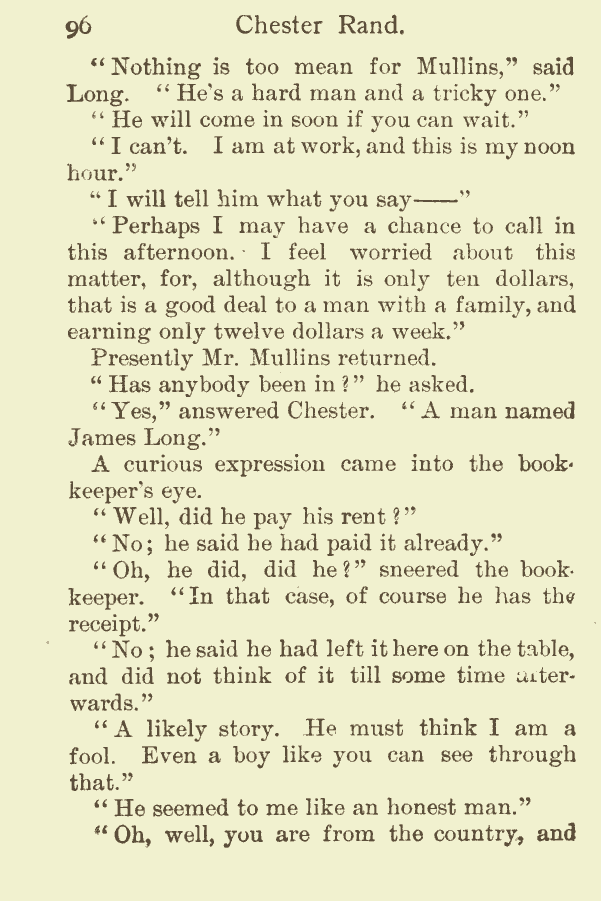 96 Chester Rand.
“Nothing is too mean for Mullins,” said
Long. “He's a hard man and a tricky one.”
“He will come in soon if you can wait.”
“I can't. I am at work, and this is my noon
hour.”
“I will tell him what you say——”
“Perhaps I may have a chance to call in
this afternoon. I feel worried about this
matter, for, although it is only ten dollars,
that is a good deal to a man with a family, and
earning only twelve dollars a week.”
Presently Mr. Mullins returned.
“Has anybody been in?” he asked.
“Yes,” answered Chester. “A man named
James Long.”
A curious expression came into the book-
keeper's eye.
“Well, did he pay his rent?”
“No; he said he had paid it already.”
“Oh, he did, did he?” sneered the book-
keeper. “In that case, of course he has the
receipt.”
“No; he said he had left it here on the table,
and did not think of it till some time after-
wards.”
“A likely story. He must think I am a
fool. Even a boy like you can see through
that.”
“He seemed to me like an honest man.”
“Oh, well, you are from the country, and